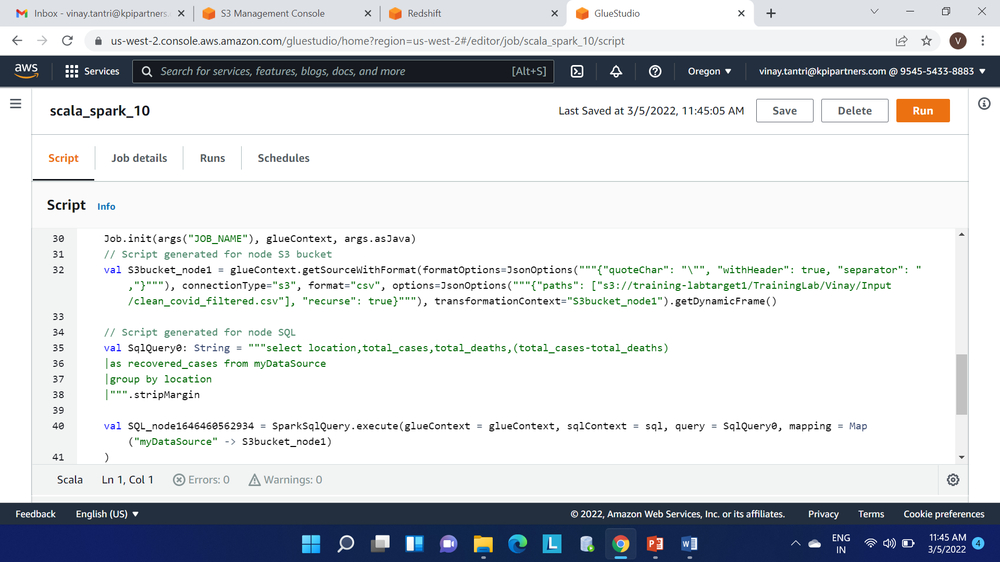 Inbox - vinay.tantri@kpipartners.
S3 Management Console
Redshift
GlueStudio
us-west-2.console.aws.amazon.com/gluestudio/home?region=us-west-2#/editor/job/scala_spark_10/script
V
aws
Services
Search for services, features, blogs, docs, and more
[Alt+S]
Oregon
vinay.tantri@kpipartners.com @ 9545-5433-8883
scala_spark_10
Last Saved at 3/5/2022, 11:45:05 AM
Save
Delete
Run
Script
Job details
Runs
Schedules
Script
Info
30 Job.init(args("JOB_NAME"), glueContext, args.asJava)
31 // Script generated for node S3 bucket
32 val S3bucket_node1 = glueContext.getSourceWithFormat(formatOptions=JsonOptions("""{"quoteChar": "\"", "withHeader": true, "separator": "
,"}"""), connectionType="s3", format="csv", options=JsonOptions("""{"paths": ["s3://training-labtarget1/TrainingLab/Vinay/Input
/clean_covid_filtered.csv"], "recurse": true}"""), transformationContext="S3bucket_node1").getDynamicFrame()
33
34 // Script generated for node SQL
35 val SqlQuery0: String = """select location,total_cases,total_deaths,(total_cases-total_deaths)
36 |as recovered_cases from myDataSource
37 |group by location
38 |""".stripMargin
39
40 val SQL_node1646460562934 = SparkSqlQuery.execute(glueContext = glueContext, sqlContext = sql, query = SqlQuery0, mapping = Map
("myDataSource" -> S3bucket_node1)
41 )
Scala
Ln 1, Col 1
Errors: 0
Warnings: 0
Feedback
English (US)
© 2022, Amazon Web Services, Inc. or its affiliates.
Privacy
Terms
Cookie preferences
L
P
W
ENG
IN
11:45 AM
3/5/2022
4